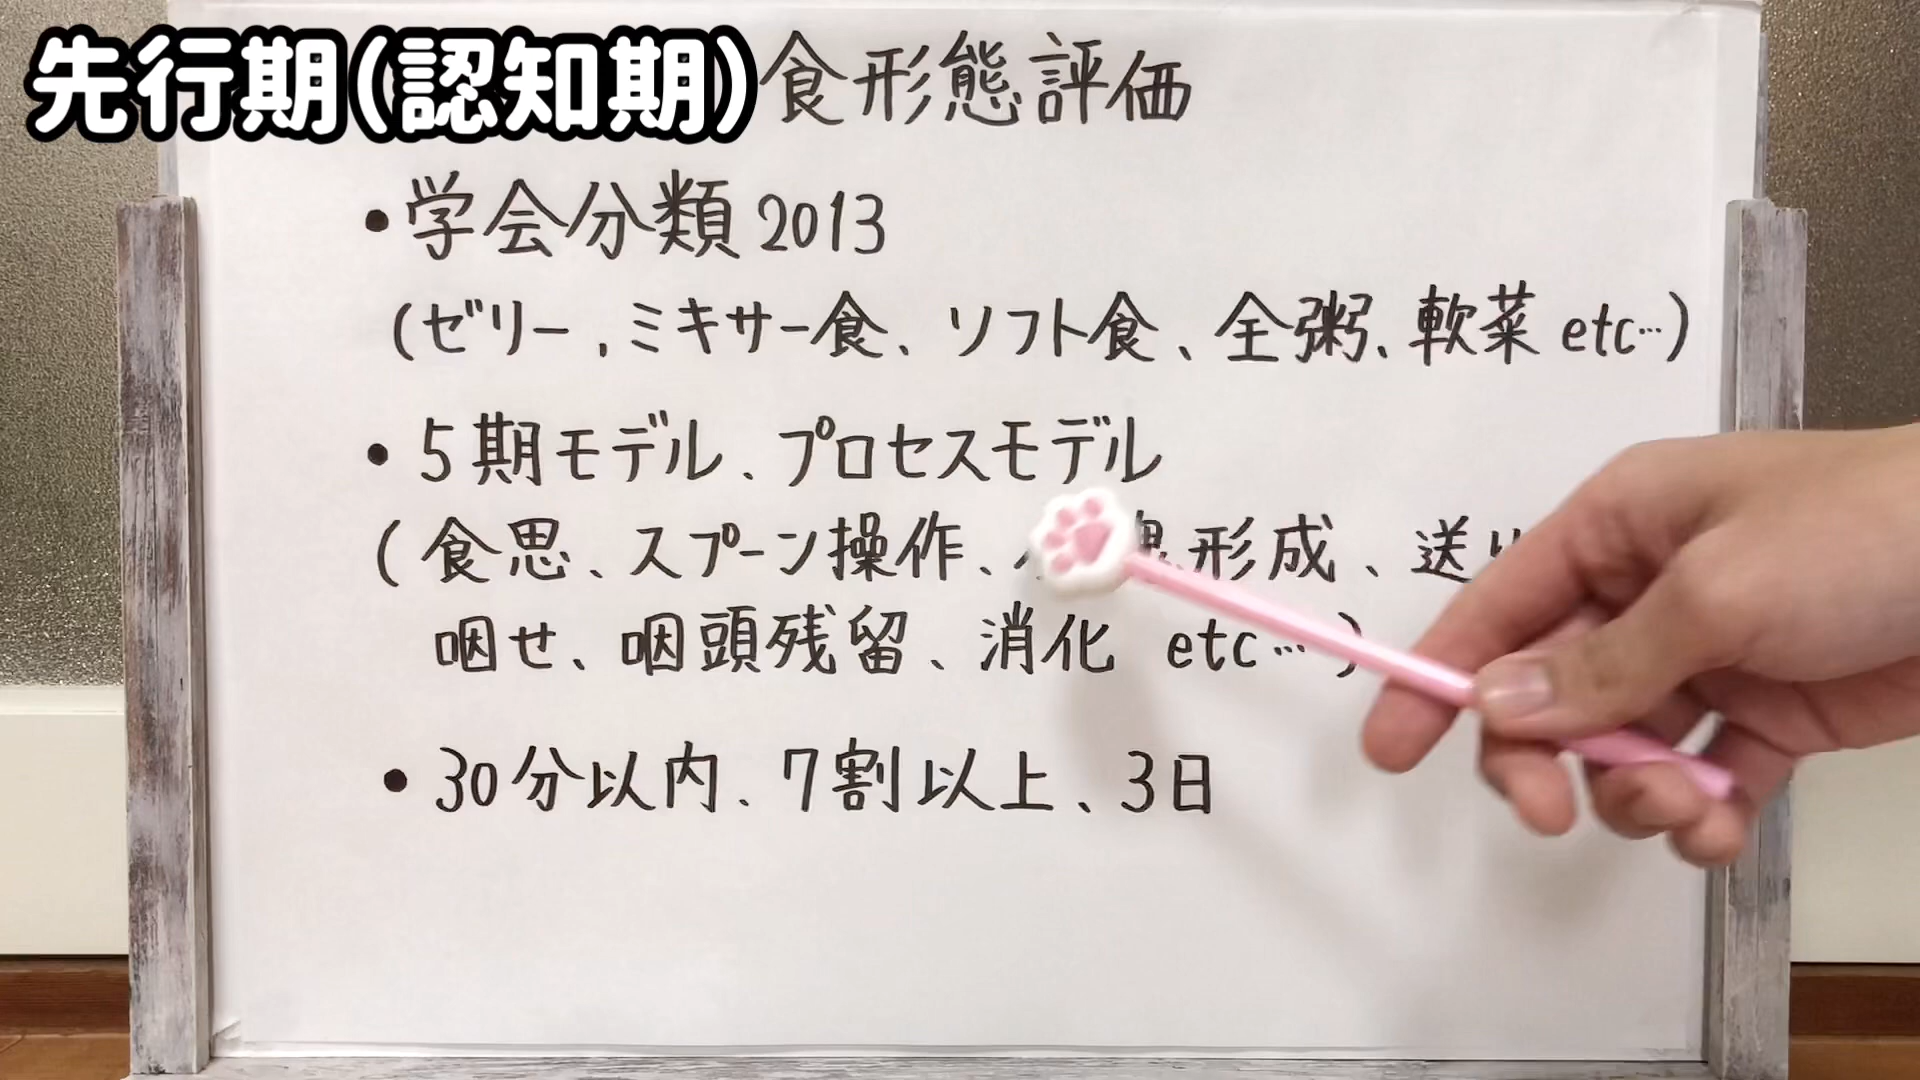 先行期(認知期)
食形態評価
・学会分類2013
(ゼリー,ミキサー食、ソフト食、全粥、軟菜 etc…)
・5期モデル、プロセスモデル
(食思、スプーン操作、塊形成、送り
咽せ、咽頭残留、消化 etc…)
・30分以内、7割以上、3日